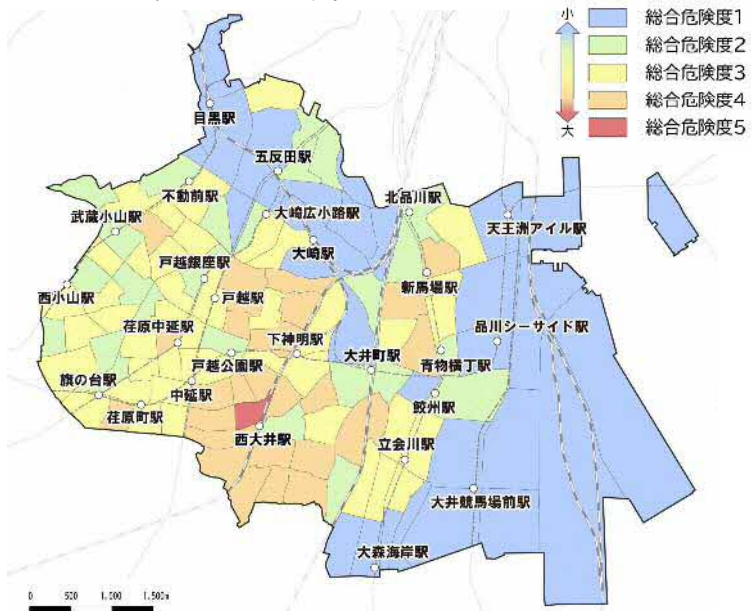 小
大
総合危険度1
総合危険度2
総合危険度3
総合危険度4
総合危険度5
目黒駅
五反田駅
不動前駅
北品川駅
大崎広小路駅
武蔵小山駅
天王洲アイル駅
大崎駅
戸越銀座駅
新馬場駅
西小山駅
戸越駅
荏原中延駅
下神明駅
品川シーサイド駅
大井町駅
青物横丁駅
戸越公園駅
旗の台駅
中延駅
鮫洲駅
荏原町駅
西大井駅
立会川駅
大井競馬場前駅
大森海岸駅
0 500 1,000 1,500m